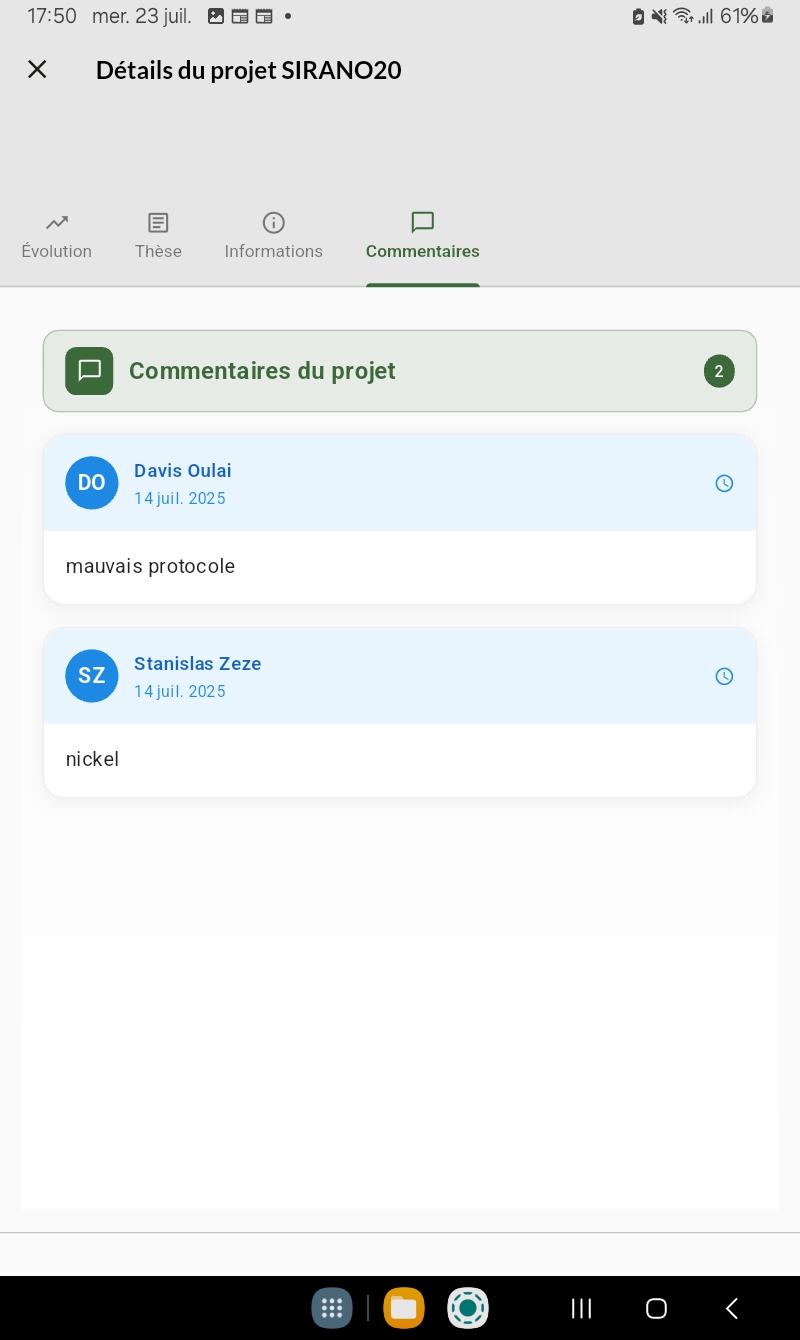 17:50 mer. 23 juil. • 61%
Détails du projet SIRANO20
Évolution Thèse Informations Commentaires
Commentaires du projet 2
DO Davis Oulai
14 juil. 2025
mauvais protocole
SZ Stanislas Zeze
14 juil. 2025
nickel